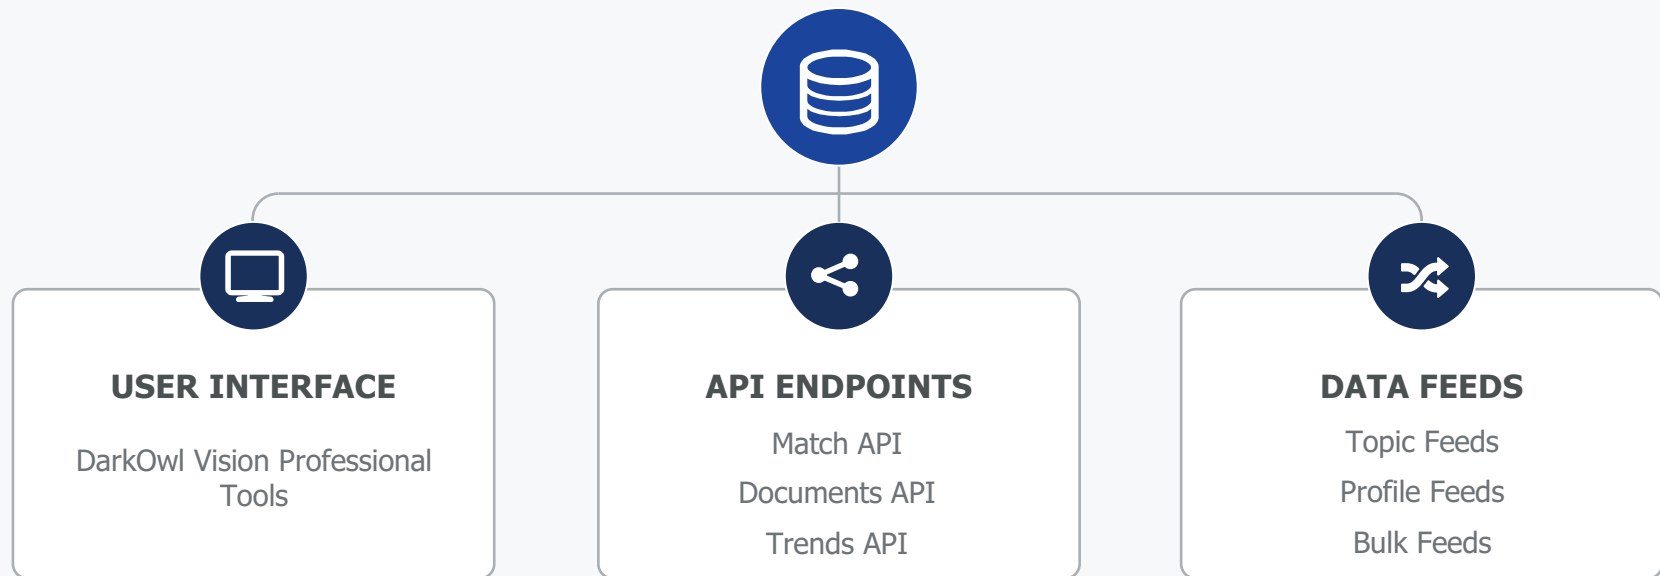 USER INTERFACE
DarkOwl Vision Professional
Tools
API ENDPOINTS
Match API
Documents API
Trends API
DATA FEEDS
Topic Feeds
Profile Feeds
Bulk Feeds